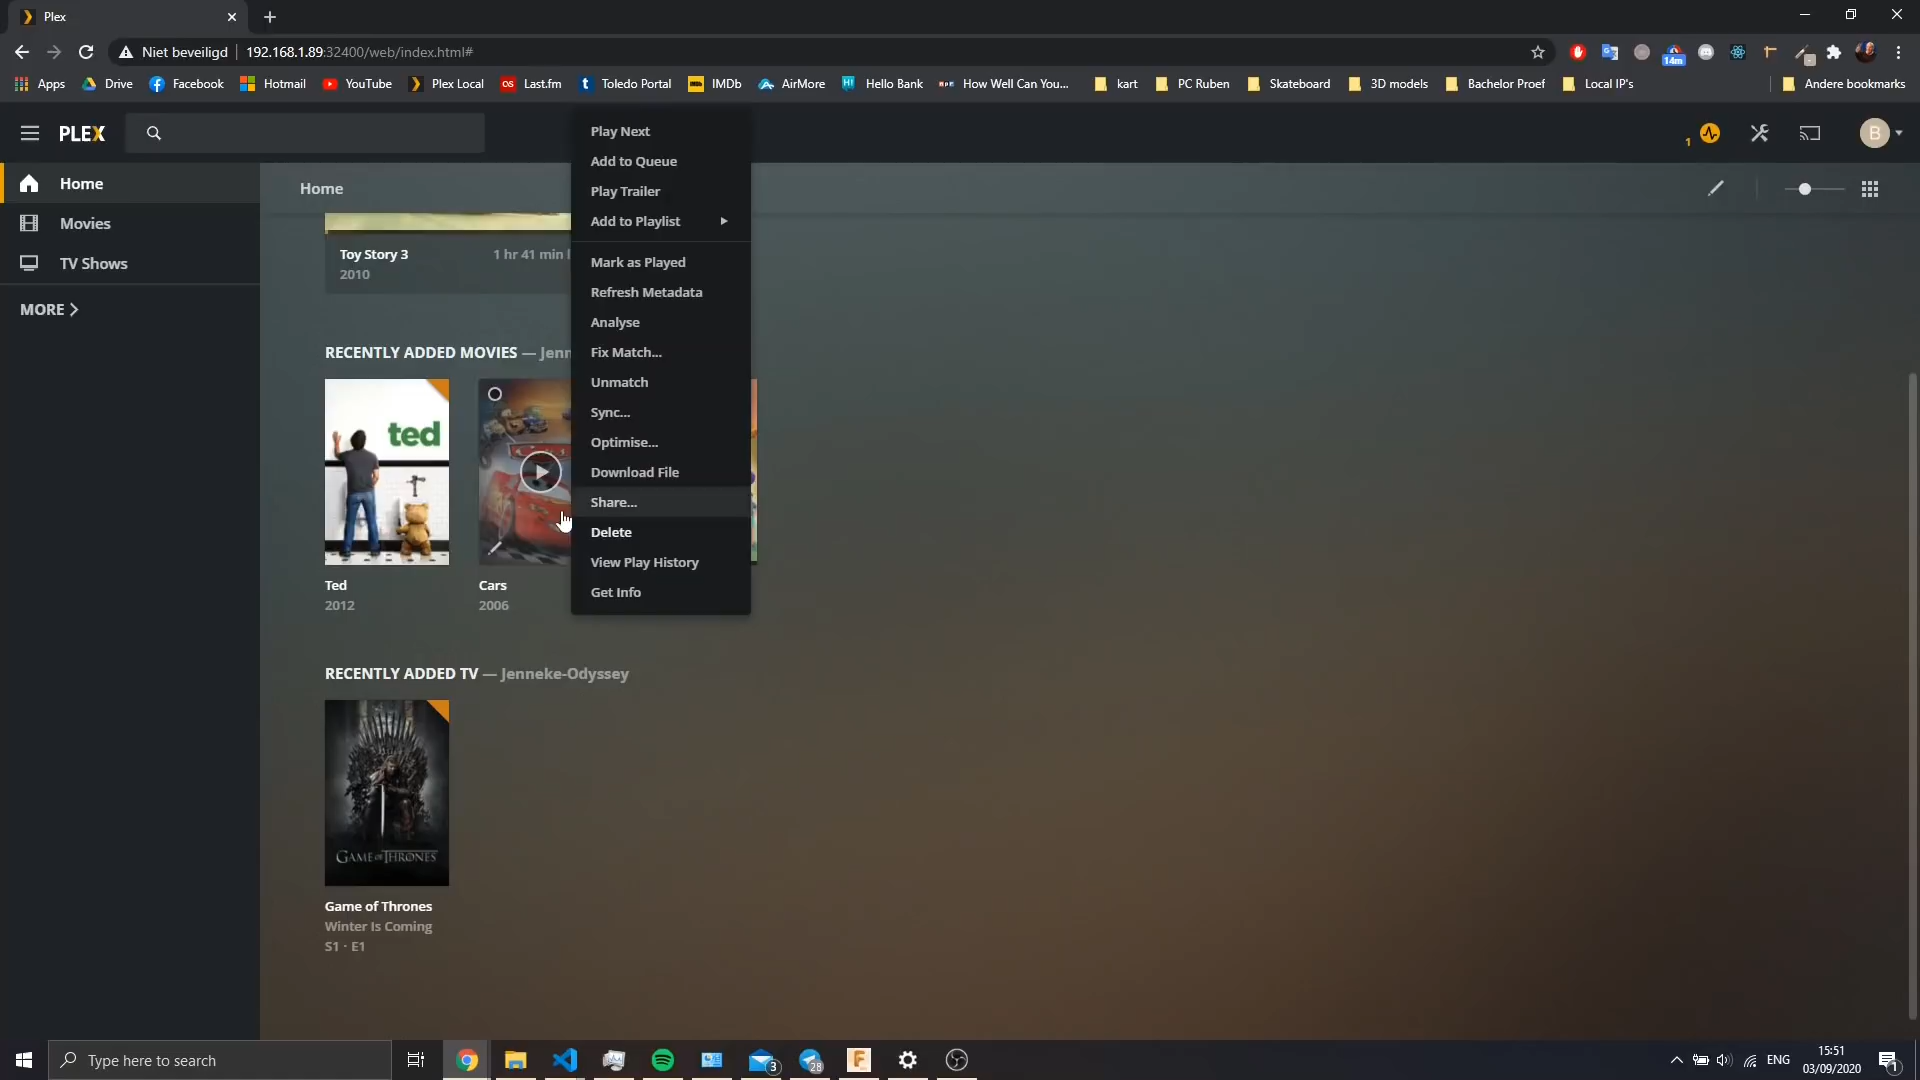 Plex
Niet beveiligd
192.168.1.89:32400/web/index.html#
14m
Apps
Drive
Facebook
Hotmail
YouTube
Plex Local
Last.fm
Toledo Portal
IMDb
AirMore
Hello Bank
How Well Can You...
kart
PC Ruben
Skateboard
3D models
Bachelor Proef
Local IP's
Andere bookmarks
PLEX
1
B
Home
Movies
TV Shows
MORE
Home
Toy Story 3
1 hr 41 min
2010
Play Next
Add to Queue
Play Trailer
Add to Playlist
Mark as Played
Refresh Metadata
Analyse
Fix Match...
Unmatch
Sync...
Optimise...
Download File
Share...
Delete
View Play History
Get Info
RECENTLY ADDED MOVIES — Jenn
ted
Ted
2012
Cars
2006
RECENTLY ADDED TV — Jenneke-Odyssey
GAME OF THRONES
Game of Thrones
Winter Is Coming
S1 · E1
Type here to search
3
28
ENG
15:51
03/09/2020
1